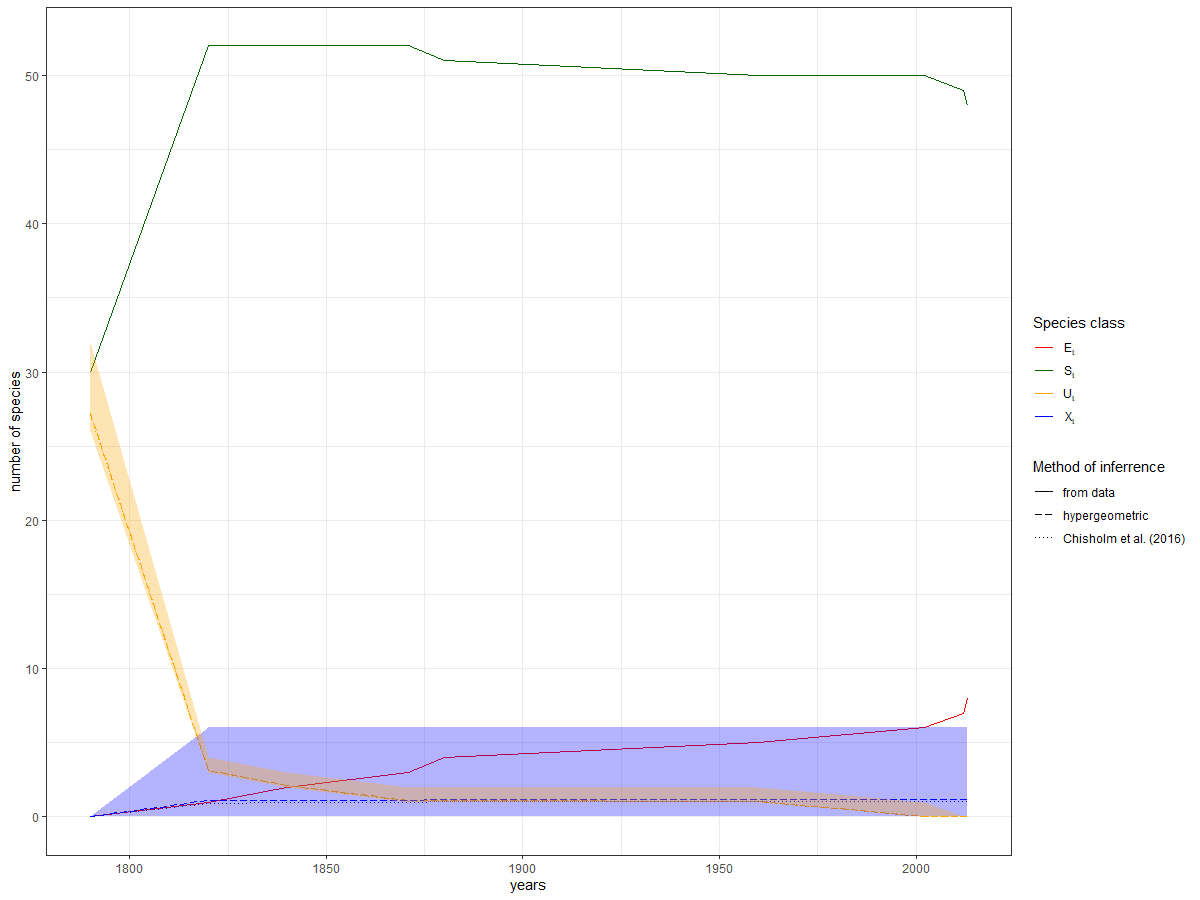 50
40
30
20
10
0
number of species
1800 1850 1900 1950 2000
years
Species class
Et
St
Ut
Xt
Method of inferrence
from data
hypergeometric
Chisholm et al. (2016)